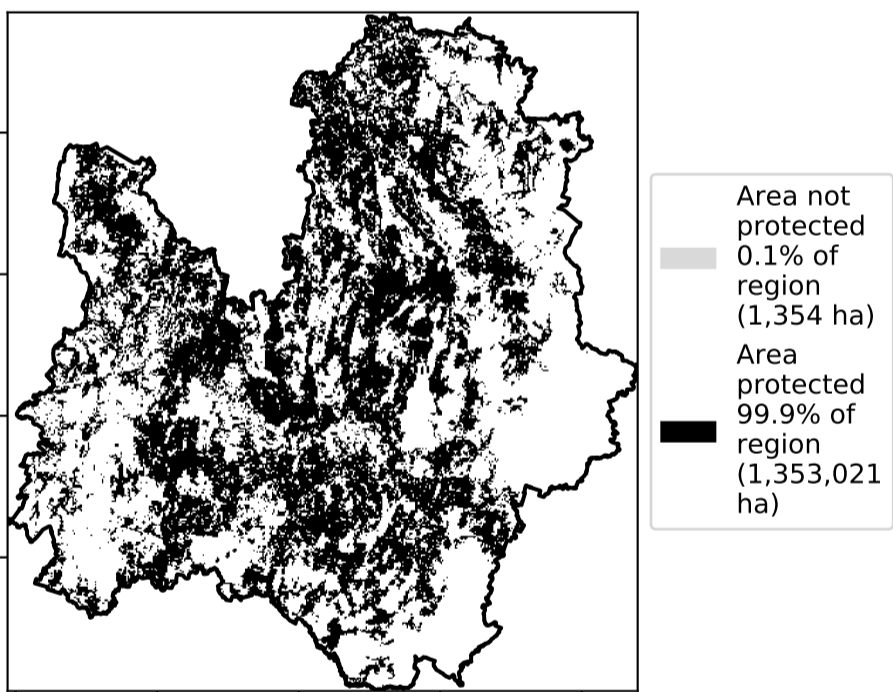 Area not
protected
0.1% of
region
(1,354 ha)
Area
protected
99.9% of
region
(1,353,021
ha)